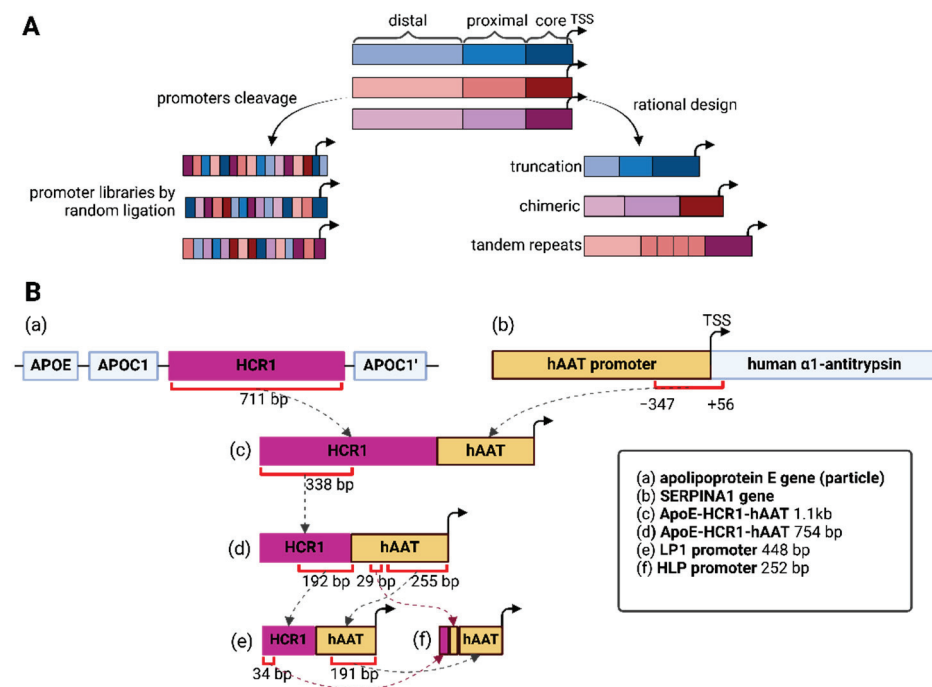 A
distal
proximal
core
TSS
promoters cleavage
rational design
promoter libraries by
random ligation
truncation
chimeric
tandem repeats
B
(a)
APOE
APOC1
HCR1
APOC1'
711 bp
(b)
TSS
hAAT promoter
human α1-antitrypsin
−347
+56
(c)
HCR1
hAAT
338 bp
(d)
HCR1
hAAT
192 bp
29 bp
255 bp
(e)
HCR1
hAAT
34 bp
191 bp
(f)
hAAT
(a) apolipoprotein E gene (particle)
(b) SERPINA1 gene
(c) ApoE-HCR1-hAAT 1.1kb
(d) ApoE-HCR1-hAAT 754 bp
(e) LP1 promoter 448 bp
(f) HLP promoter 252 bp